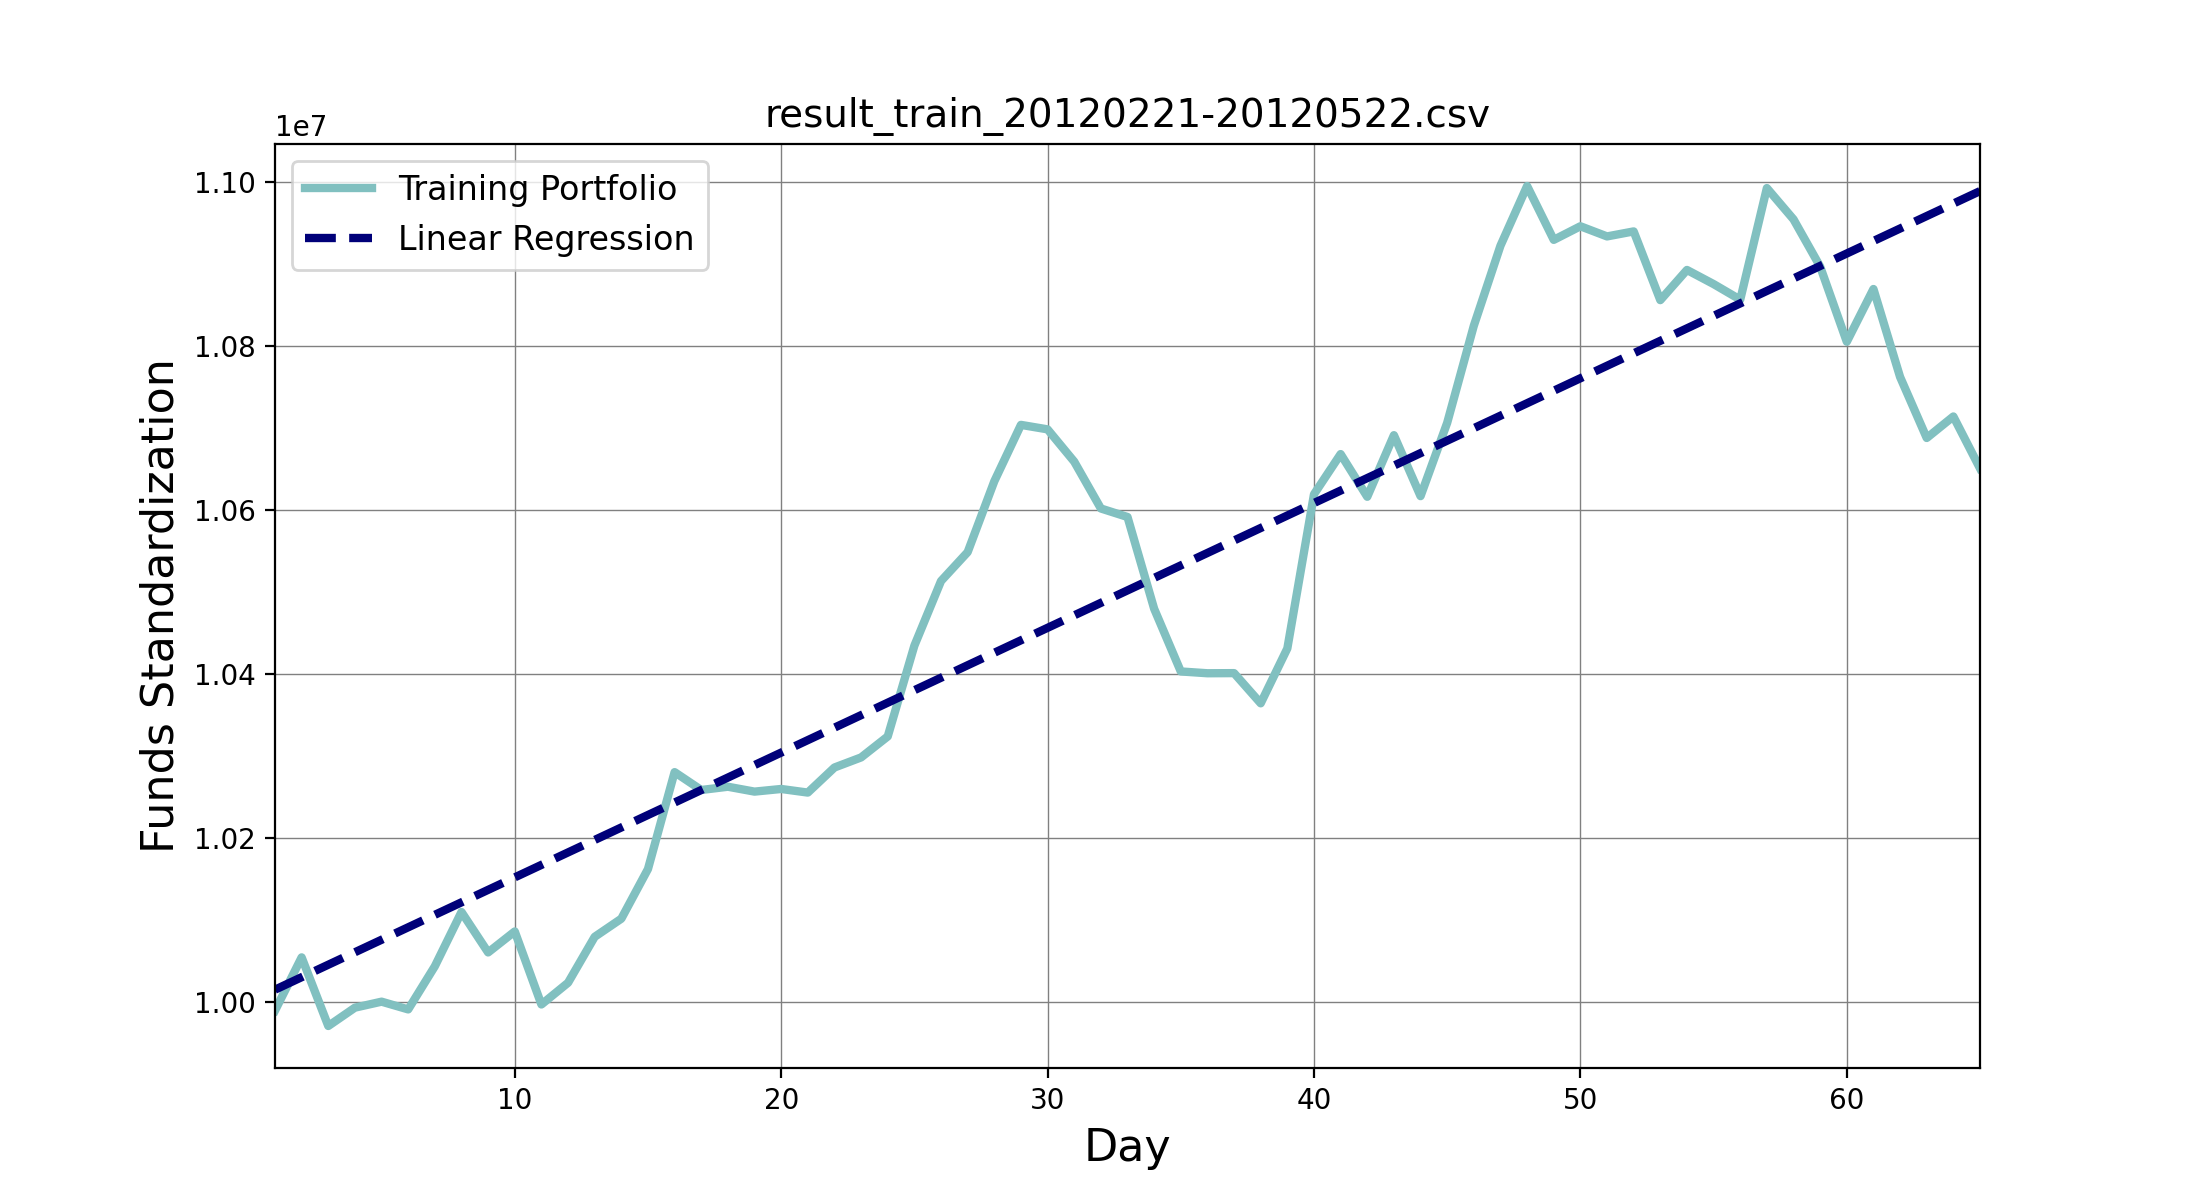 result_train_20120221-20120522.csv
1e7
Training Portfolio
Linear Regression
1.10
1.08
1.06
1.04
1.02
1.00
Funds Standardization
10 20 30 40 50 60
Day